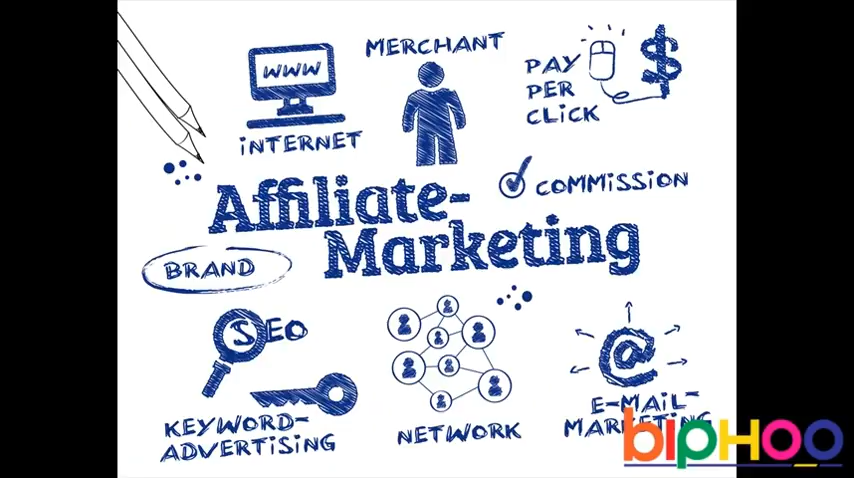 www
INTERNET
MERCHANT
PAY
PER
CLICK
COMMISSION
Affiliate-
Marketing
BRAND
SEO
KEYWORD-
ADVERTISING
NETWORK
@
E-MAIL-
MARKETING
bipHoo